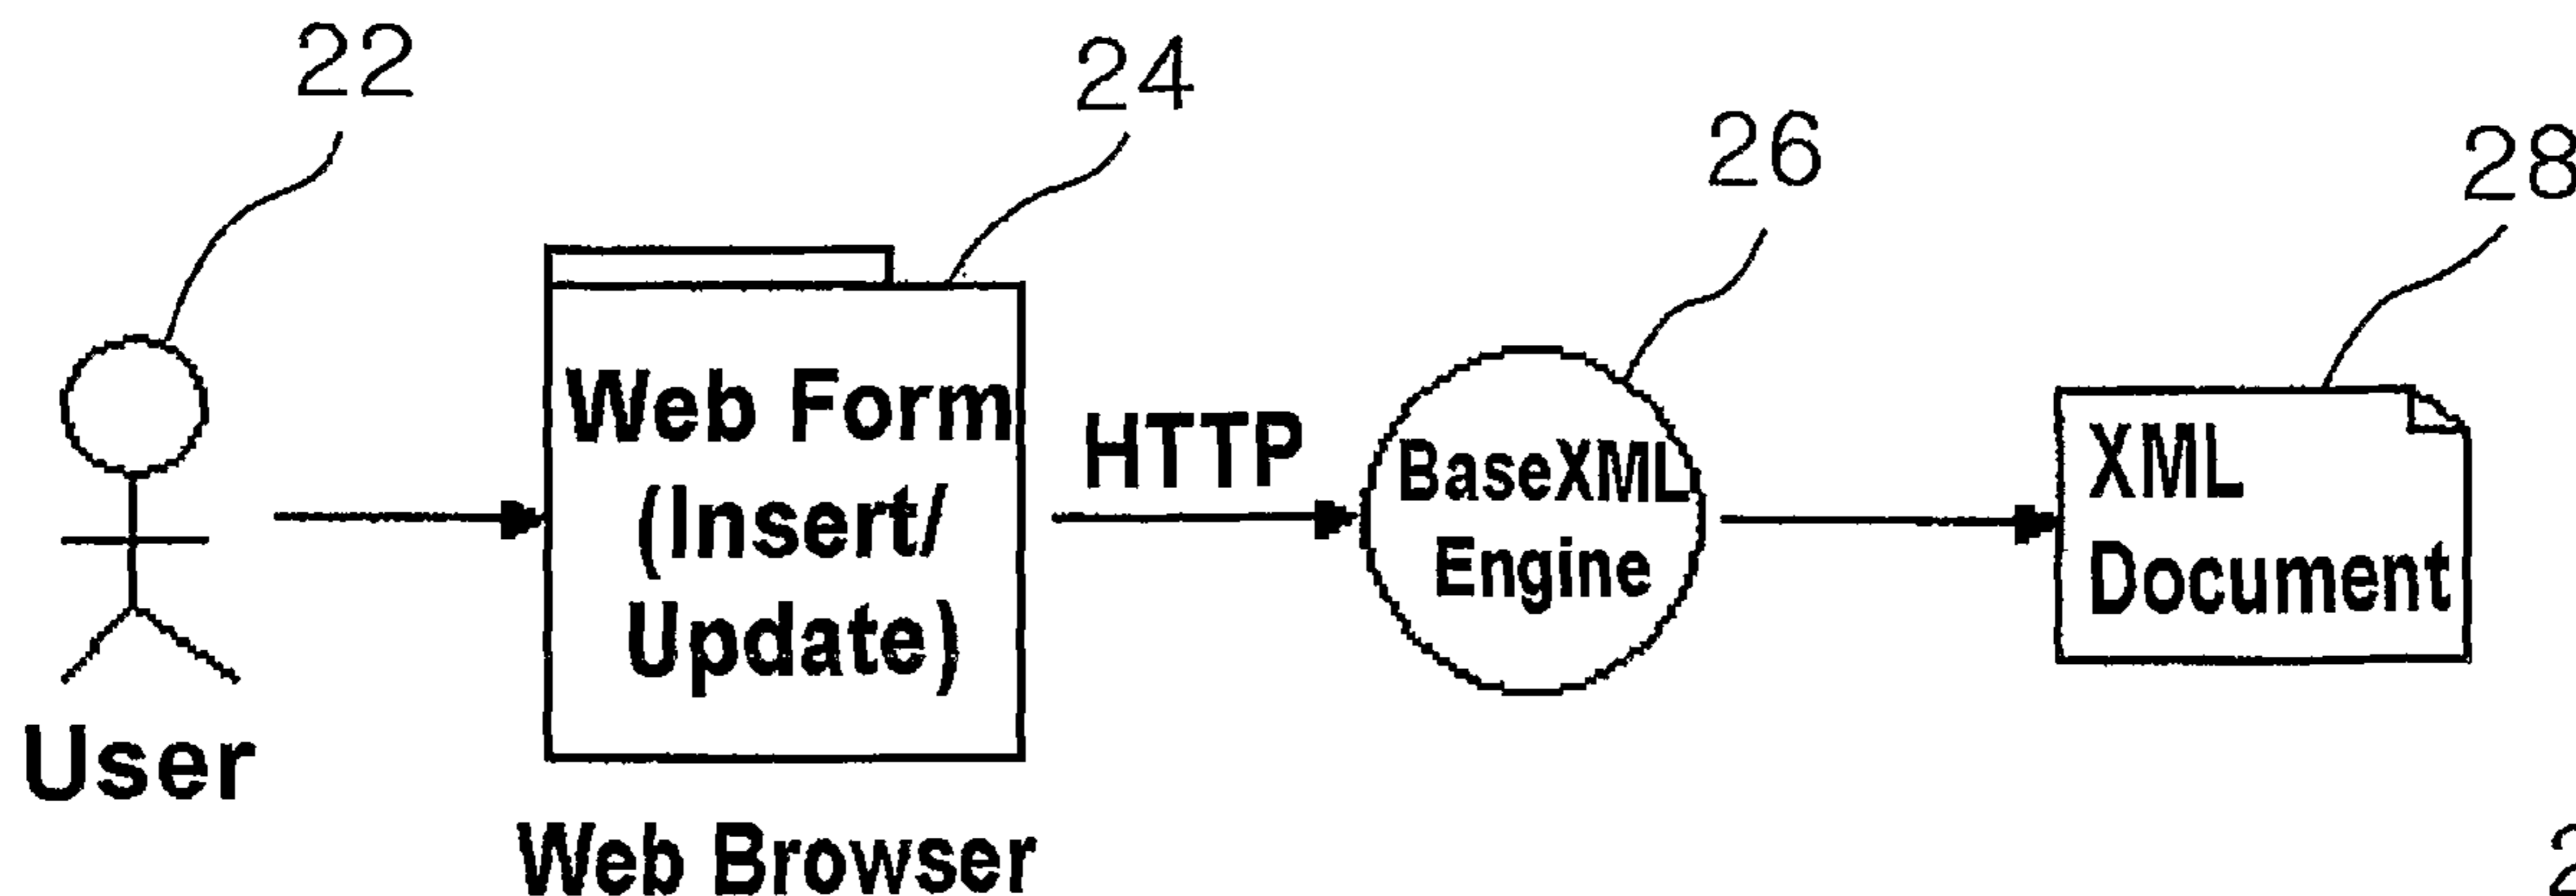 22
24
26
28
Web Form
(Insert/
Update)
HTTP
BaseXML
Engine
XML
Document
User
Web Browser